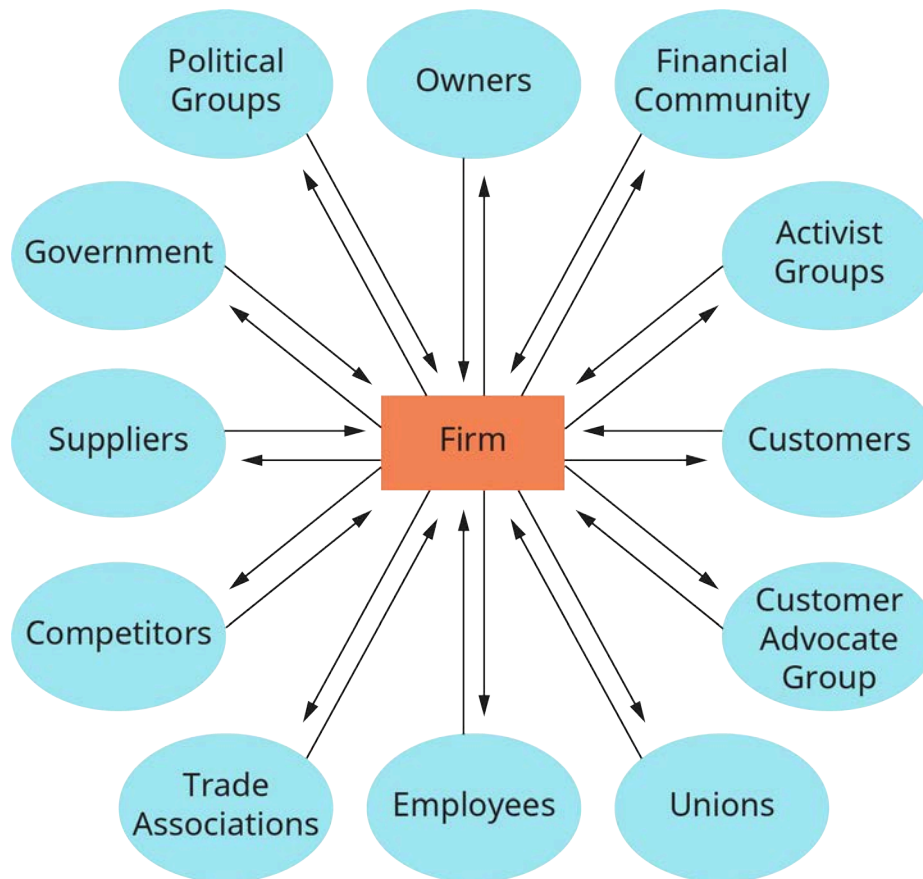 Political
Groups
Owners
Financial
Community
Government
Activist
Groups
Suppliers
Firm
Customers
Competitors
Customer
Advocate
Group
Trade
Associations
Employees
Unions